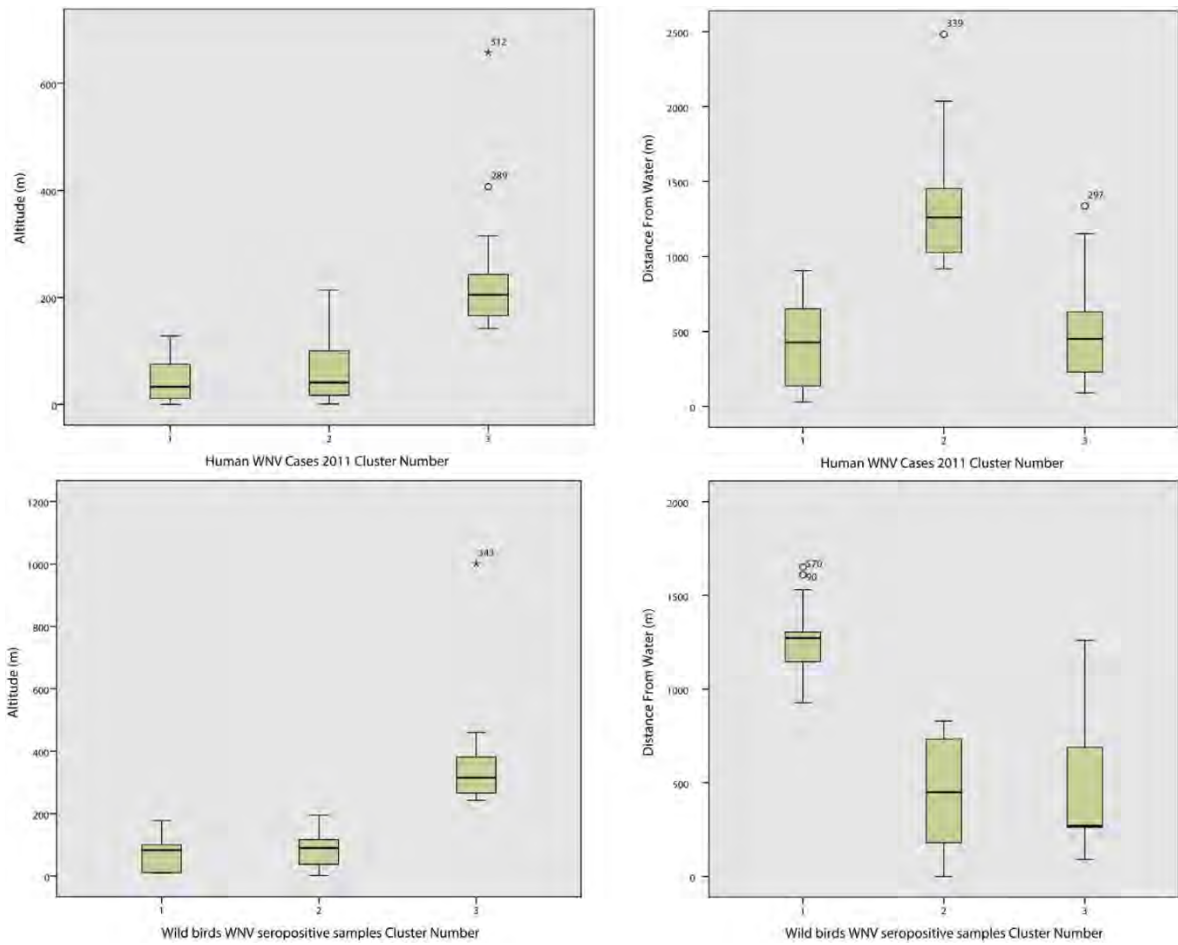 512
600
289
400
Altitude (m)
200
0
1 2 3
Human WNV Cases 2011 Cluster Number
339
2500
2000
1500
297
Distance From Water (m)
1000
500
0
1 2 3
Human WNV Cases 2011 Cluster Number
1200
343
1000
800
Altitude (m)
600
400
200
0
1 2 3
Wild birds WNV seropositive samples Cluster Number
2000
570
90
1500
Distance From Water (m)
1000
500
0
1 2 3
Wild birds WNV seropositive samples Cluster Number